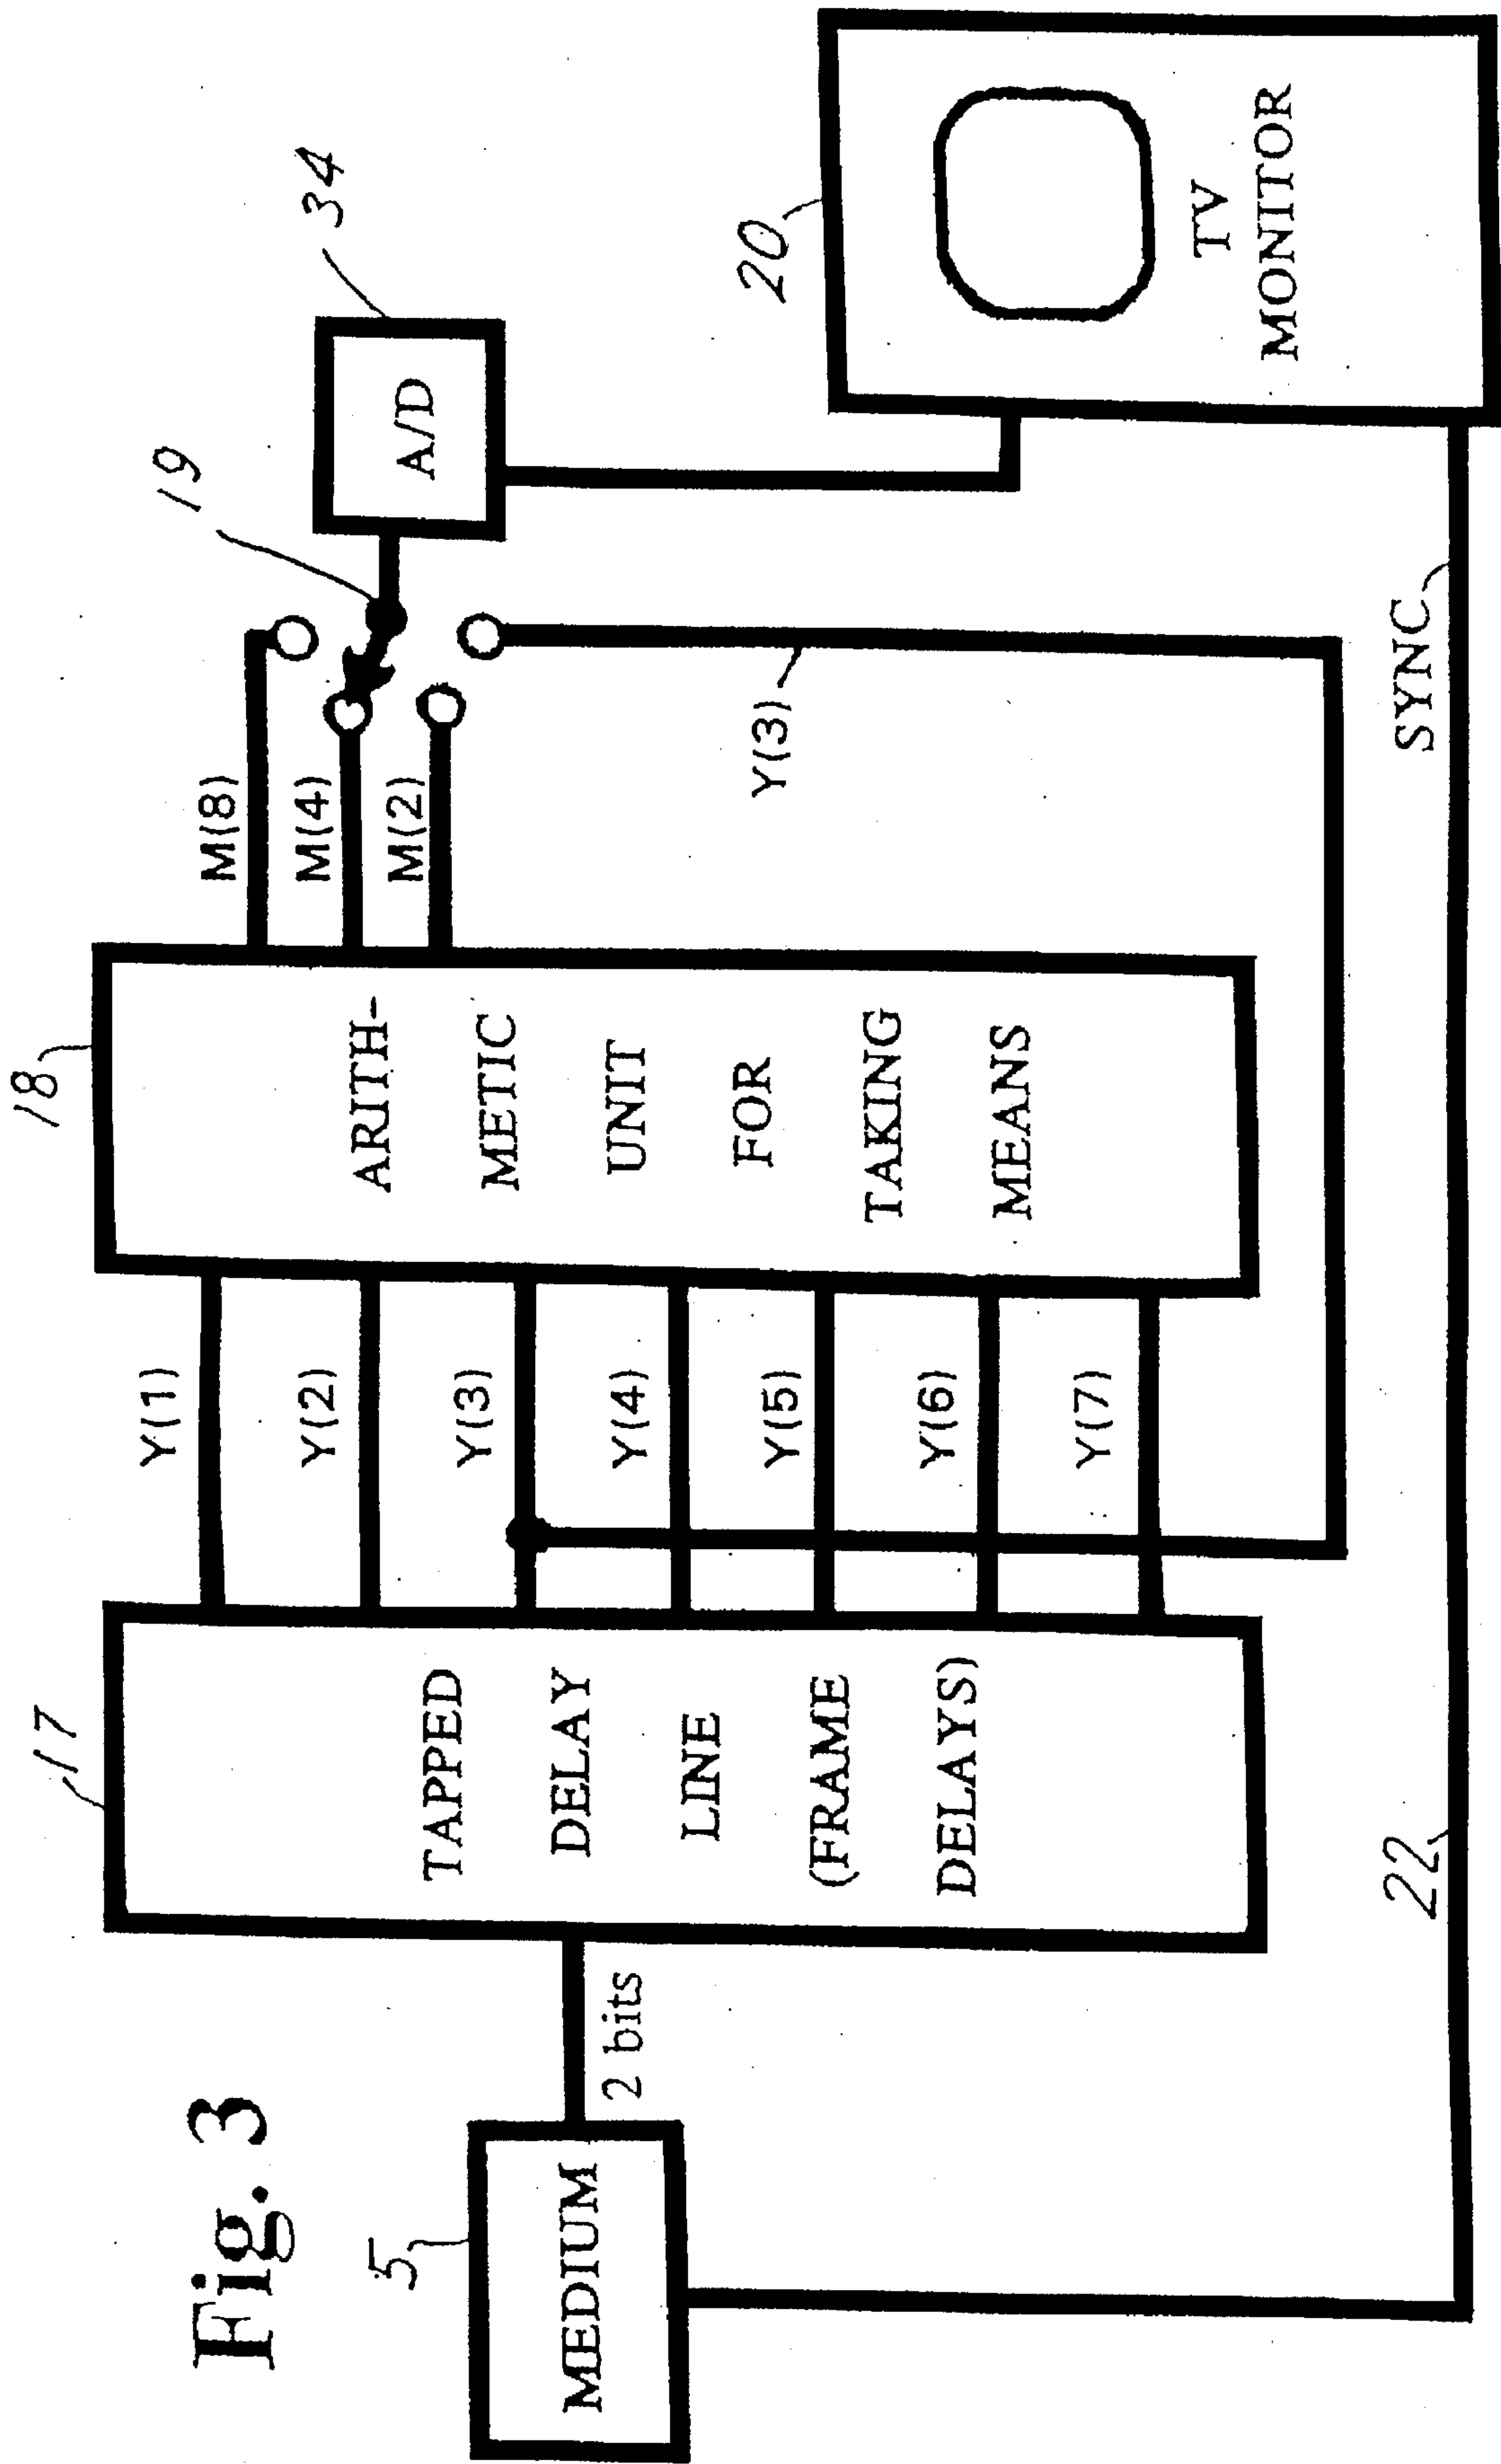 Fig. 3
5
MEDIUM
2 bits
17
TAPPED
DELAY
LINE
(FRAME
DELAYS)
Y(1)
Y(2)
Y(3)
Y(4)
Y(5)
Y(6)
Y(7)
18
ARITH-
METIC
UNIT
FOR
TAKING
MEANS
M(8)
M(4)
M(2)
Y(3)
19
34
A/D
20
TV
MONITOR
SYNC
22